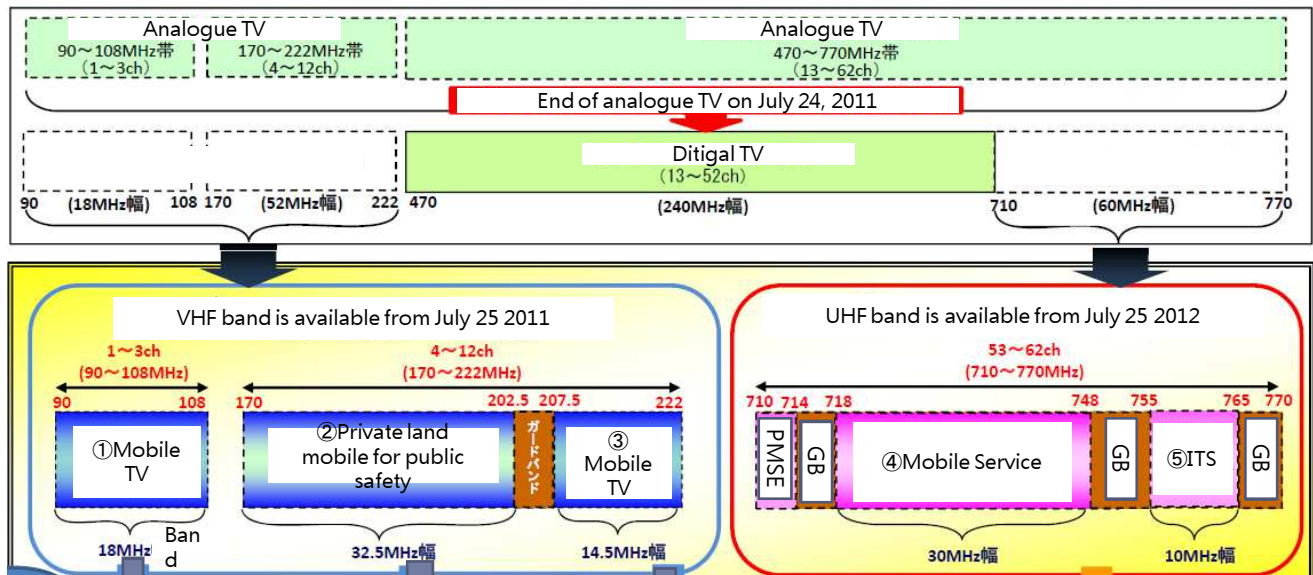 Analogue TV
90～108MHz帯
（1～3ch）
170～222MHz帯
（4～12ch）
Analogue TV
470～770MHz帯
（13～62ch）
End of analogue TV on July 24, 2011
Ditigal TV
（13～52ch）
90
(18MHz幅)
108
170
(52MHz幅)
222
470
(240MHz幅)
710
(60MHz幅)
770
VHF band is available from July 25 2011
1～3ch
(90～108MHz)
4～12ch
(170～222MHz)
90
108
170
202.5
207.5
222
①Mobile
TV
②Private land
mobile for public
safety
ガードバンド
③
Mobile
TV
18MHz
Ban
d
32.5MHz幅
14.5MHz幅
UHF band is available from July 25 2012
53～62ch
(710～770MHz)
710
714
718
748
755
765
770
PMSE
GB
④Mobile Service
GB
⑤ITS
GB
30MHz幅
10MHz幅